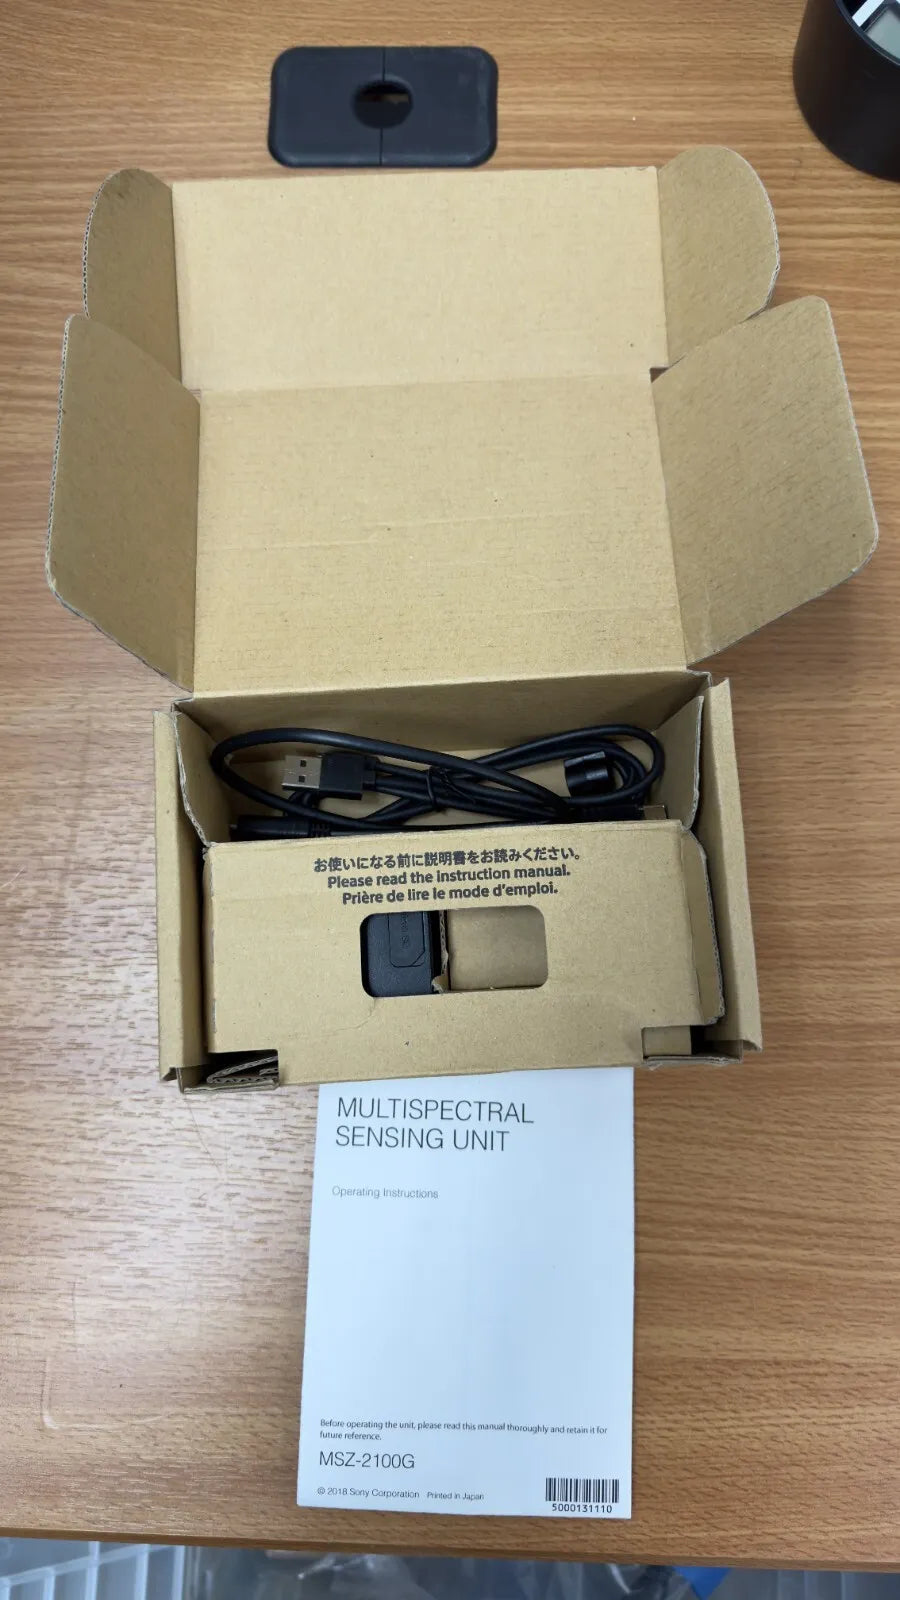 お使いになる前に説明書をお読みください。
Please read the instruction manual.
Prière de lire le mode d'emploi.
MULTISPECTRAL
SENSING UNIT
Operating Instructions
Before operating the unit, please read this manual thoroughly and retain it for
future reference.
MSZ-2100G
© 2018 Sony Corporation Printed in Japan
5000131110